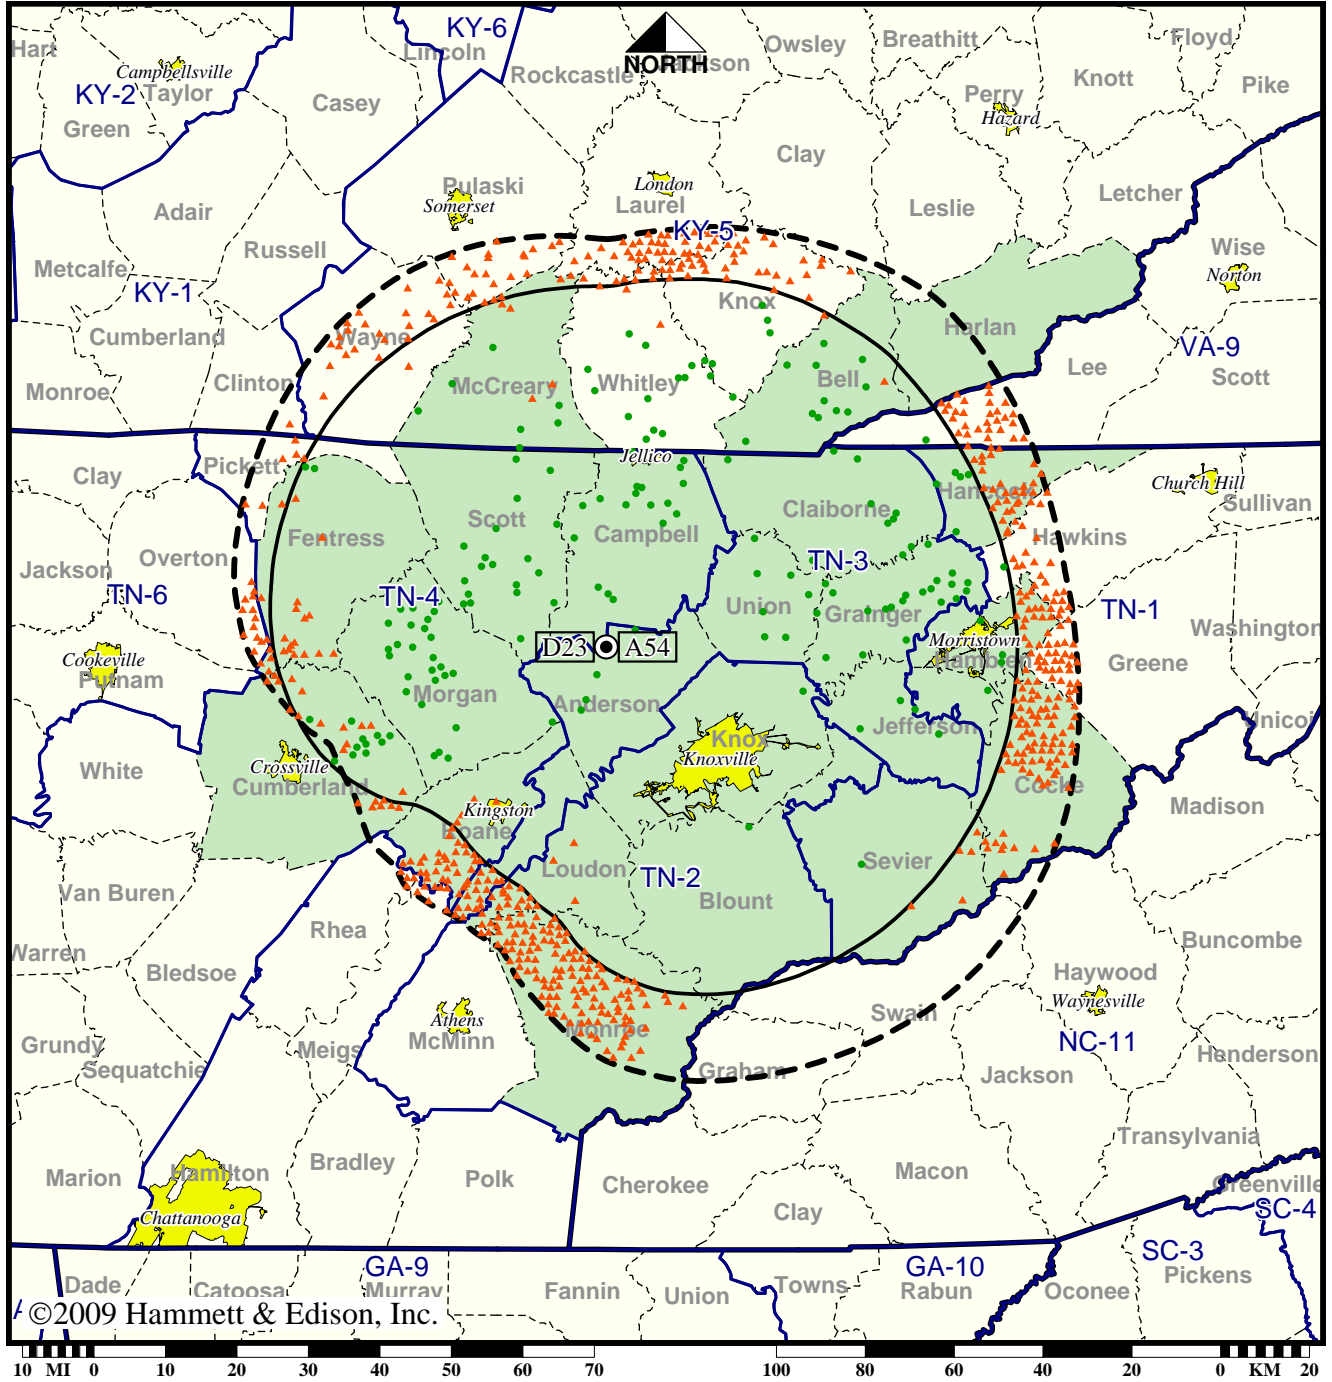 Hart
KY-6
Lincoln
Campbellsville
KY-2
Taylor
Green
Casey
Rockcastle
NORTH
Owsley
Breathitt
Floyd
Knott
Pike
Perry
Hazard
Clay
Pulaski
Somerset
London
Laurel
KY-5
Leslie
Letcher
Wise
Norton
Adair
Russell
Metcalfe
KY-1
Cumberland
Wayne
Knox
Harlan
VA-9
Lee
Scott
Monroe
Clinton
McCreary
Whitley
Bell
Jellico
Pickett
Clay
Hancock
Church Hill
Sullivan
Claiborne
Scott
Campbell
Hawkins
Fentress
Overton
Jackson
TN-6
TN-4
TN-3
Union
Grainger
TN-1
Washington
Morristown
Hamblen
Greene
D23
A54
Cookeville
Putnam
Morgan
Anderson
Jefferson
Unicoi
Knox
Knoxville
White
Crossville
Cumberland
Cocke
Madison
Kingston
Roane
Loudon
TN-2
Sevier
Blount
Van Buren
Rhea
Warren
Bledsoe
Buncombe
Haywood
Waynesville
Swain
NC-11
Athens
McMinn
Monroe
Meigs
Grundy
Sequatchie
Graham
Jackson
Henderson
Transylvania
Marion
Hamilton
Chattanooga
Bradley
Polk
Cherokee
Macon
Clay
Greenville
SC-4
SC-3
Pickens
GA-9
GA-10
Dade
Catoosa
Murray
Fannin
Union
Towns
Rabun
Oconee
©2009 Hammett & Edison, Inc.
10 MI 0 10 20 30 40 50 60 70 100 80 60 40 20 0 KM 20